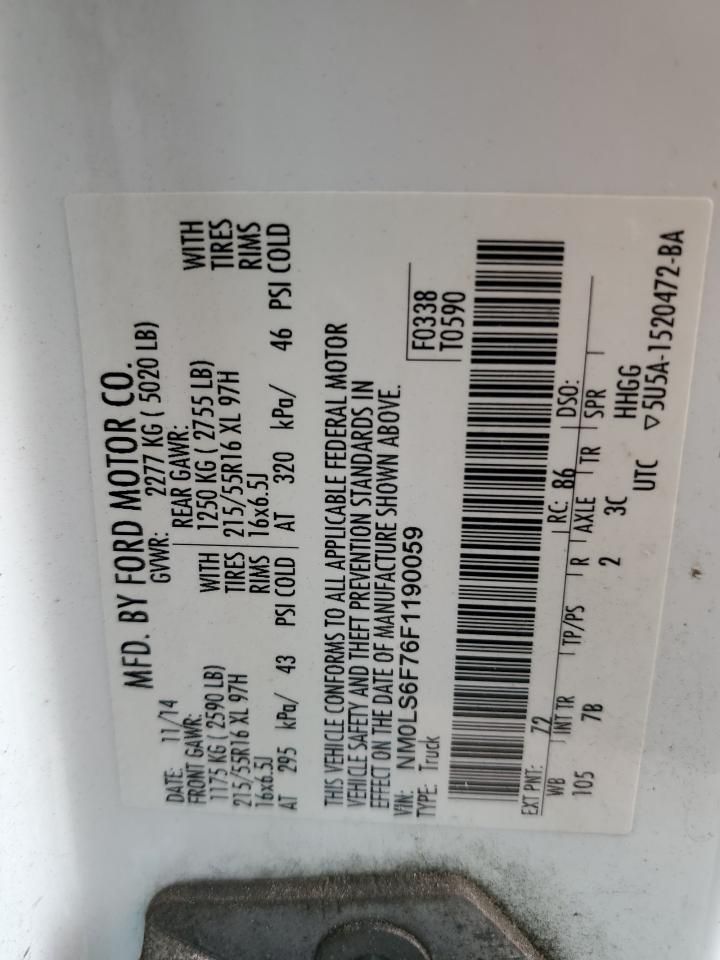 MFD. BY FORD MOTOR CO.
DATE: 11/14 GVWR: 2277 KG ( 5020 LB)
FRONT GAWR: REAR GAWR:
1175 KG ( 2590 LB) WITH 1250 KG ( 2755 LB) WITH
215/55R16 XL 97H TIRES 215/55R16 XL 97H TIRES
16x6.5J RIMS 16x6.5J RIMS
AT 295 kPa/ 43 PSI COLD AT 320 kPa/ 46 PSI COLD
THIS VEHICLE CONFORMS TO ALL APPLICABLE FEDERAL MOTOR
VEHICLE SAFETY AND THEFT PREVENTION STANDARDS IN
EFFECT ON THE DATE OF MANUFACTURE SHOWN ABOVE.
VIN: NM0LS6F76F1190059 F0338
TYPE: Truck T0590
EXT PNT: Z2 RC: B6 DSO:
WB INT TR TP/PS R AXLE TR SPR
105 7B 2 3C HHGG
UTC ▽5U5A-1520472-BA